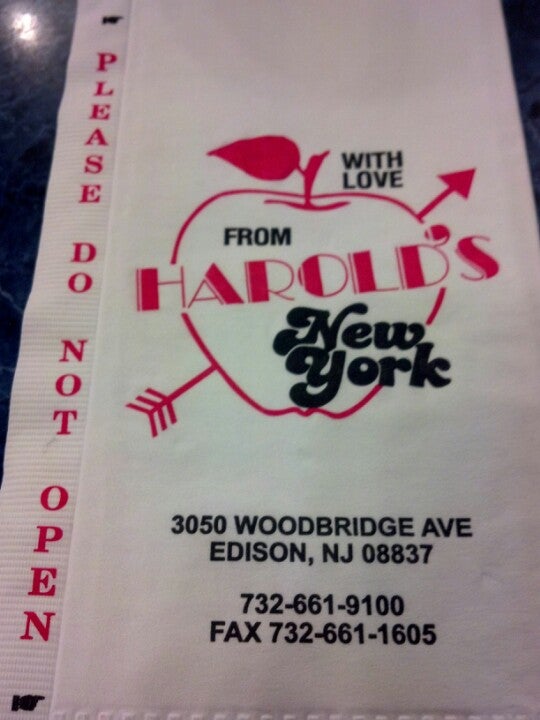 PLEASE DO NOT OPEN
WITH
LOVE
FROM
HAROLD'S
New
York
3050 WOODBRIDGE AVE
EDISON, NJ 08837
732-661-9100
FAX 732-661-1605